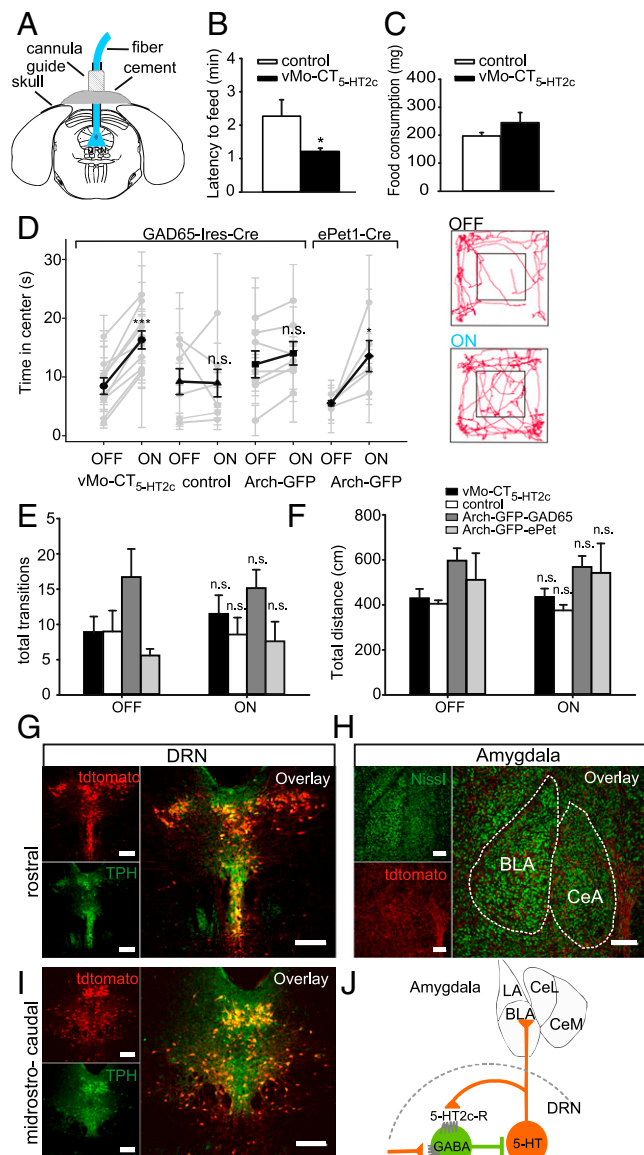 A
fiber
cannula
guide
cement
skull
DRN
B
control
vMo-CT5-HT2c
Latency to feed (min)
4
3
2
1
0
*
C
control
vMo-CT5-HT2c
Food consumption (mg)
400
300
200
100
0
D
GAD65-Ires-Cre
ePet1-Cre
Time in center (s)
30
20
10
0
***
n.s.
n.s.
*
OFF ON OFF ON OFF ON OFF ON
vMo-CT5-HT2c control Arch-GFP Arch-GFP
OFF
ON
E
total transitions
25
20
15
10
5
0
n.s.
n.s.
n.s.
n.s.
OFF ON
F
vMo-CT5-HT2c
control
Arch-GFP-GAD65
Arch-GFP-ePet
Total distance (cm)
800
600
400
200
0
n.s.
n.s.
n.s.
n.s.
OFF ON
G
DRN
rostral
tdtomato
TPH
Overlay
H
Amygdala
Nissl
tdtomato
Overlay
BLA
CeA
I
midrostro- caudal
tdtomato
TPH
Overlay
J
Amygdala
LA
CeL
BLA
CeM
DRN
5-HT2c-R
GABA
5-HT